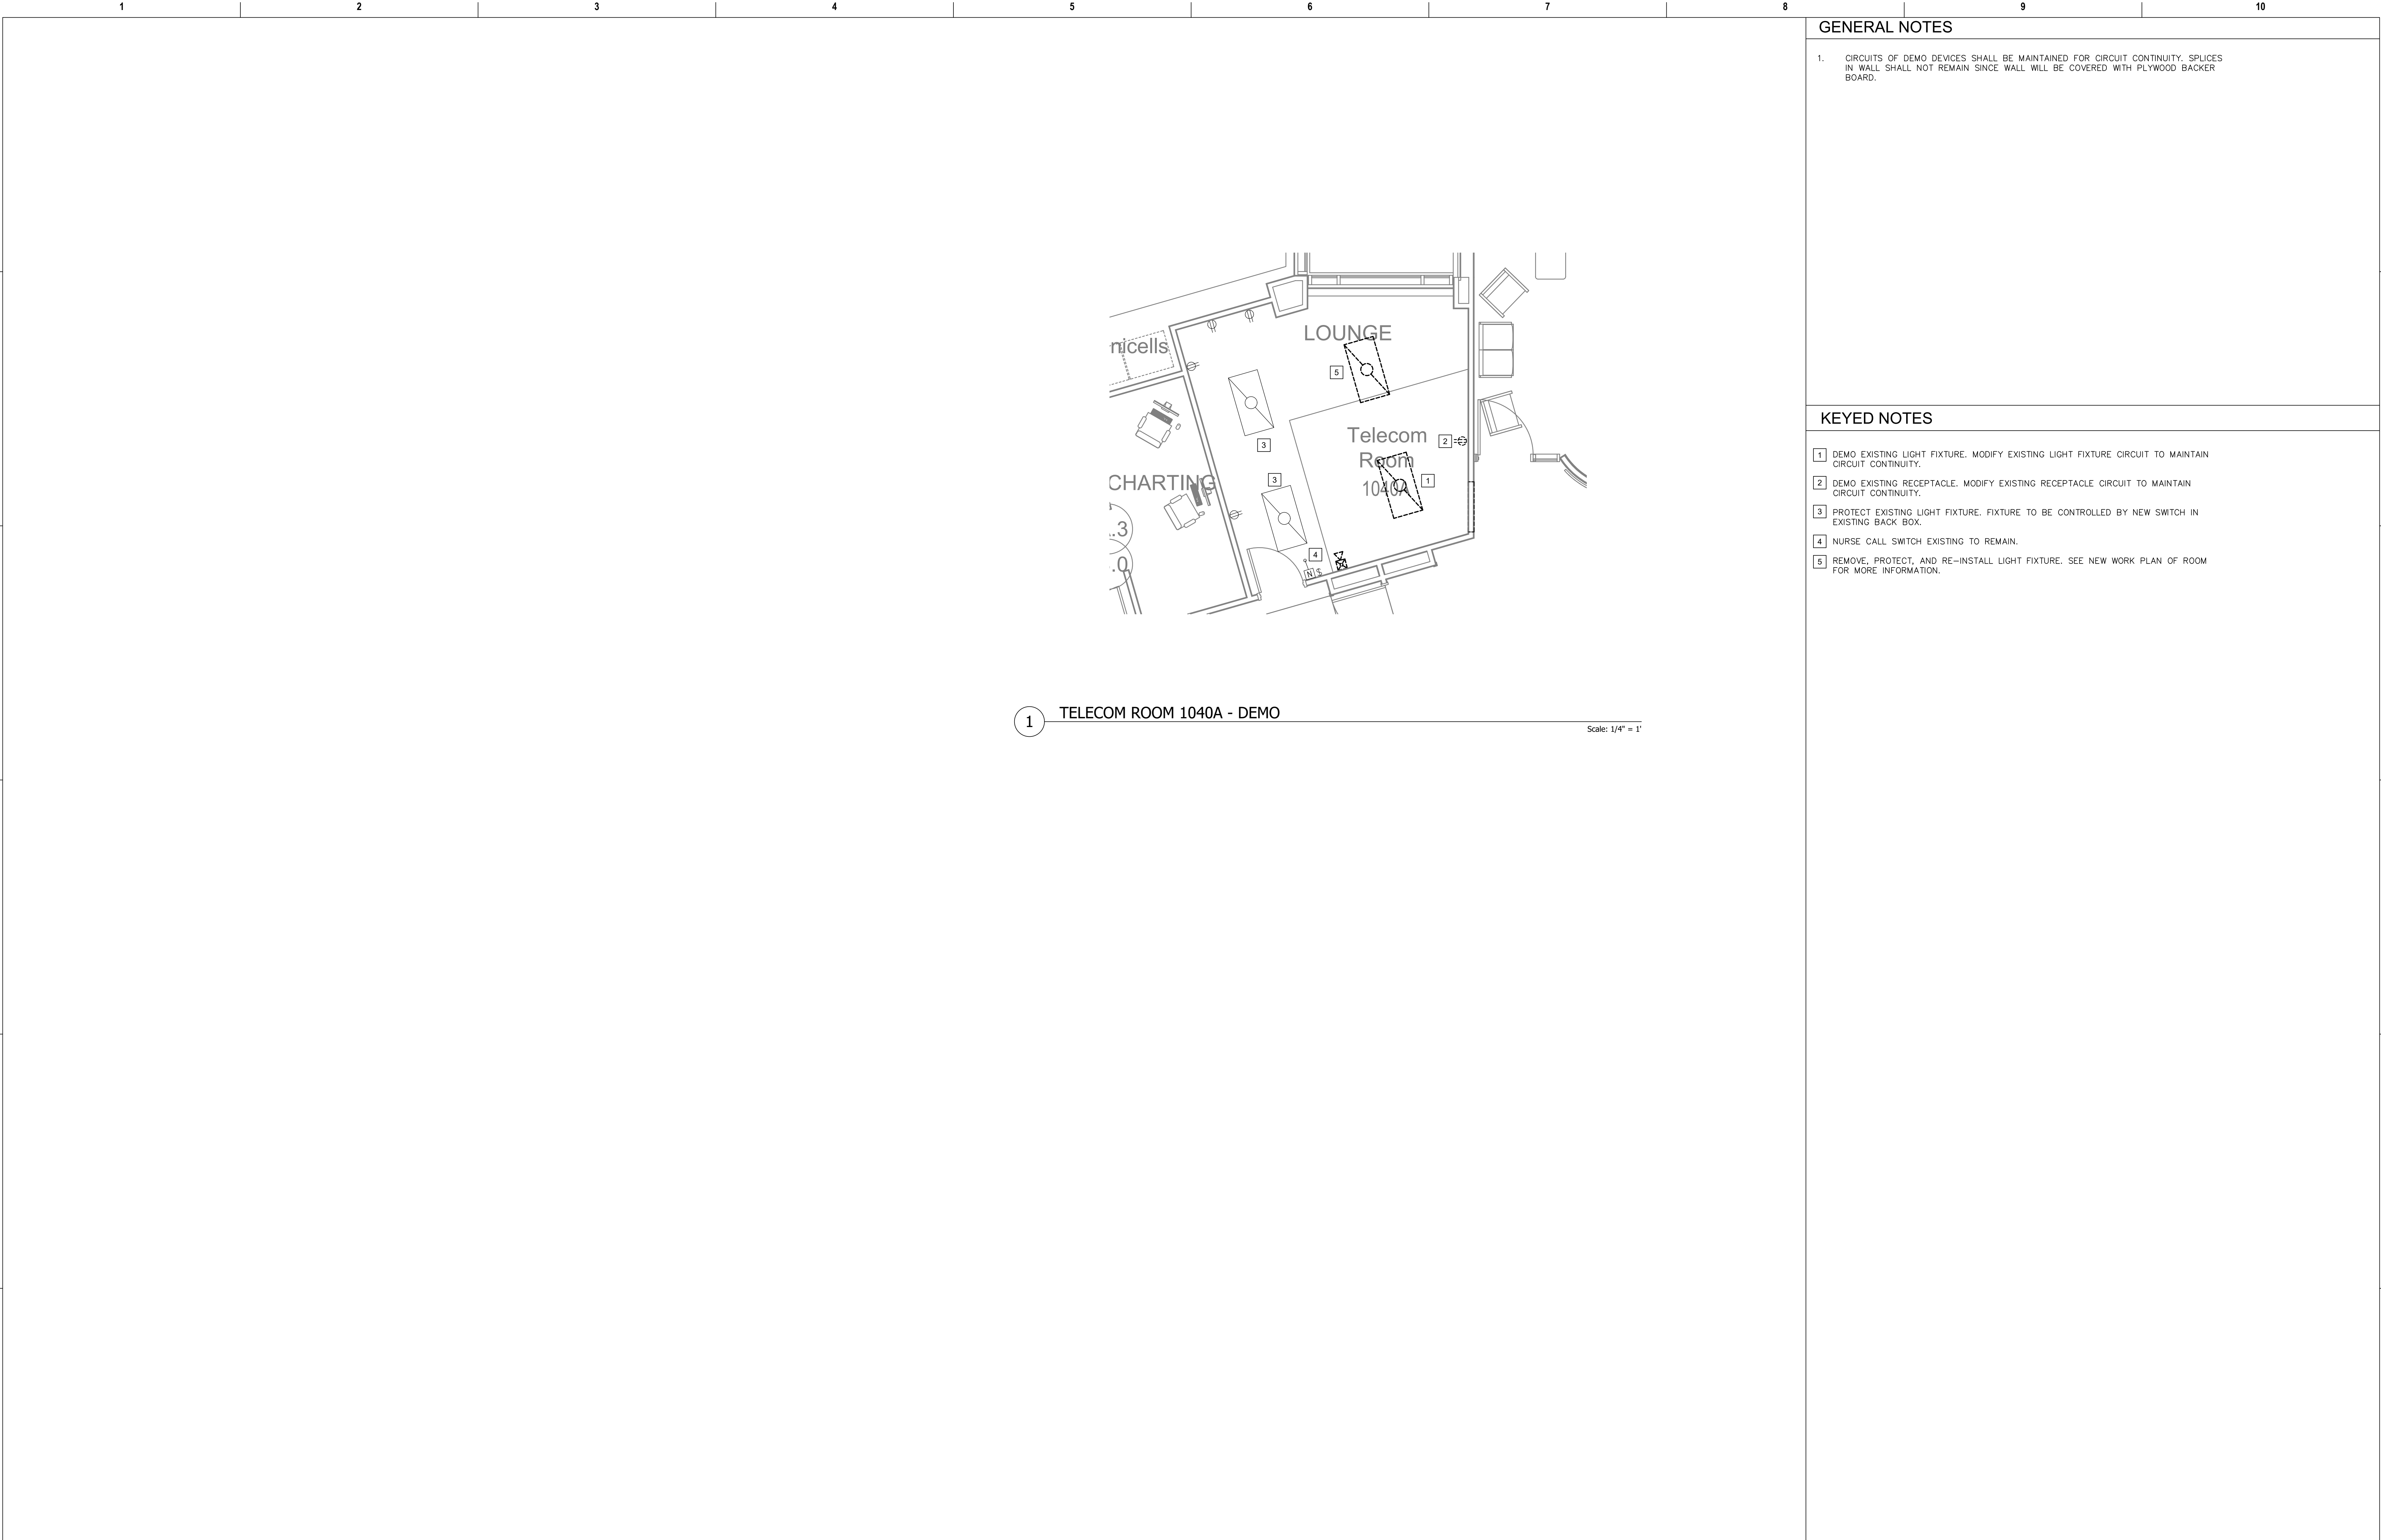 1 2 3 4 5 6 7 8 9 10
GENERAL NOTES
1. CIRCUITS OF DEMO DEVICES SHALL BE MAINTAINED FOR CIRCUIT CONTINUITY. SPLICES
IN WALL SHALL NOT REMAIN SINCE WALL WILL BE COVERED WITH PLYWOOD BACKER
BOARD.
KEYED NOTES
1 DEMO EXISTING LIGHT FIXTURE. MODIFY EXISTING LIGHT FIXTURE CIRCUIT TO MAINTAIN
CIRCUIT CONTINUITY.
2 DEMO EXISTING RECEPTACLE. MODIFY EXISTING RECEPTACLE CIRCUIT TO MAINTAIN
CIRCUIT CONTINUITY.
3 PROTECT EXISTING LIGHT FIXTURE. FIXTURE TO BE CONTROLLED BY NEW SWITCH IN
EXISTING BACK BOX.
4 NURSE CALL SWITCH EXISTING TO REMAIN.
5 REMOVE, PROTECT, AND RE-INSTALL LIGHT FIXTURE. SEE NEW WORK PLAN OF ROOM
FOR MORE INFORMATION.
LOUNGE
nicells
5
Telecom
Room
1040A
2
3
3
1
CHARTING
.3
.0
4
N $
1 TELECOM ROOM 1040A - DEMO
Scale: 1/4" = 1'